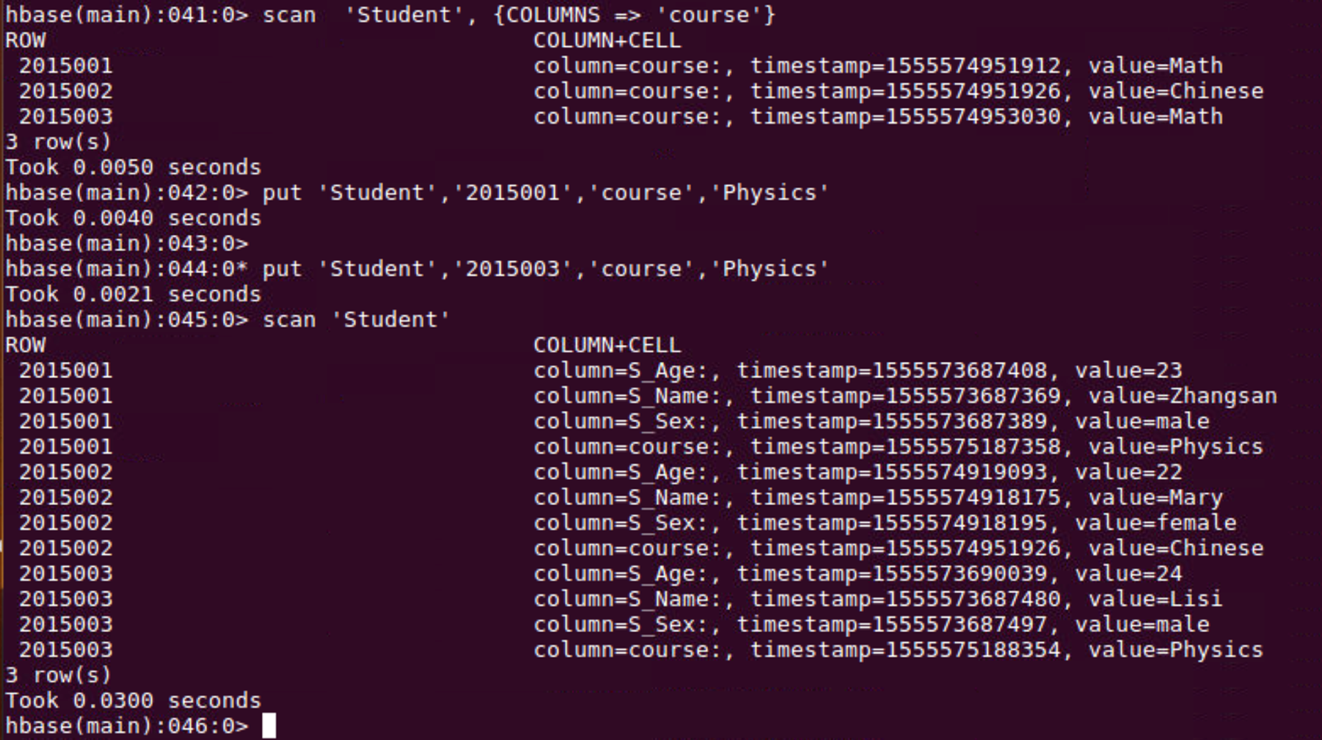 hbase(main):041:0> scan  'Student', {COLUMNS => 'course'}
ROW                                    COLUMN+CELL
 2015001                               column=course:, timestamp=1555574951912, value=Math
 2015002                               column=course:, timestamp=1555574951926, value=Chinese
 2015003                               column=course:, timestamp=1555574953030, value=Math
3 row(s)
Took 0.0050 seconds
hbase(main):042:0> put 'Student','2015001','course','Physics'
Took 0.0040 seconds
hbase(main):043:0>
hbase(main):044:0* put 'Student','2015003','course','Physics'
Took 0.0021 seconds
hbase(main):045:0> scan 'Student'
ROW                                    COLUMN+CELL
 2015001                               column=S_Age:, timestamp=1555573687408, value=23
 2015001                               column=S_Name:, timestamp=1555573687369, value=Zhangsan
 2015001                               column=S_Sex:, timestamp=1555573687389, value=male
 2015001                               column=course:, timestamp=1555575187358, value=Physics
 2015002                               column=S_Age:, timestamp=1555574919093, value=22
 2015002                               column=S_Name:, timestamp=1555574918175, value=Mary
 2015002                               column=S_Sex:, timestamp=1555574918195, value=female
 2015002                               column=course:, timestamp=1555574951926, value=Chinese
 2015003                               column=S_Age:, timestamp=1555573690039, value=24
 2015003                               column=S_Name:, timestamp=1555573687480, value=Lisi
 2015003                               column=S_Sex:, timestamp=1555573687497, value=male
 2015003                               column=course:, timestamp=1555575188354, value=Physics
3 row(s)
Took 0.0300 seconds
hbase(main):046:0>